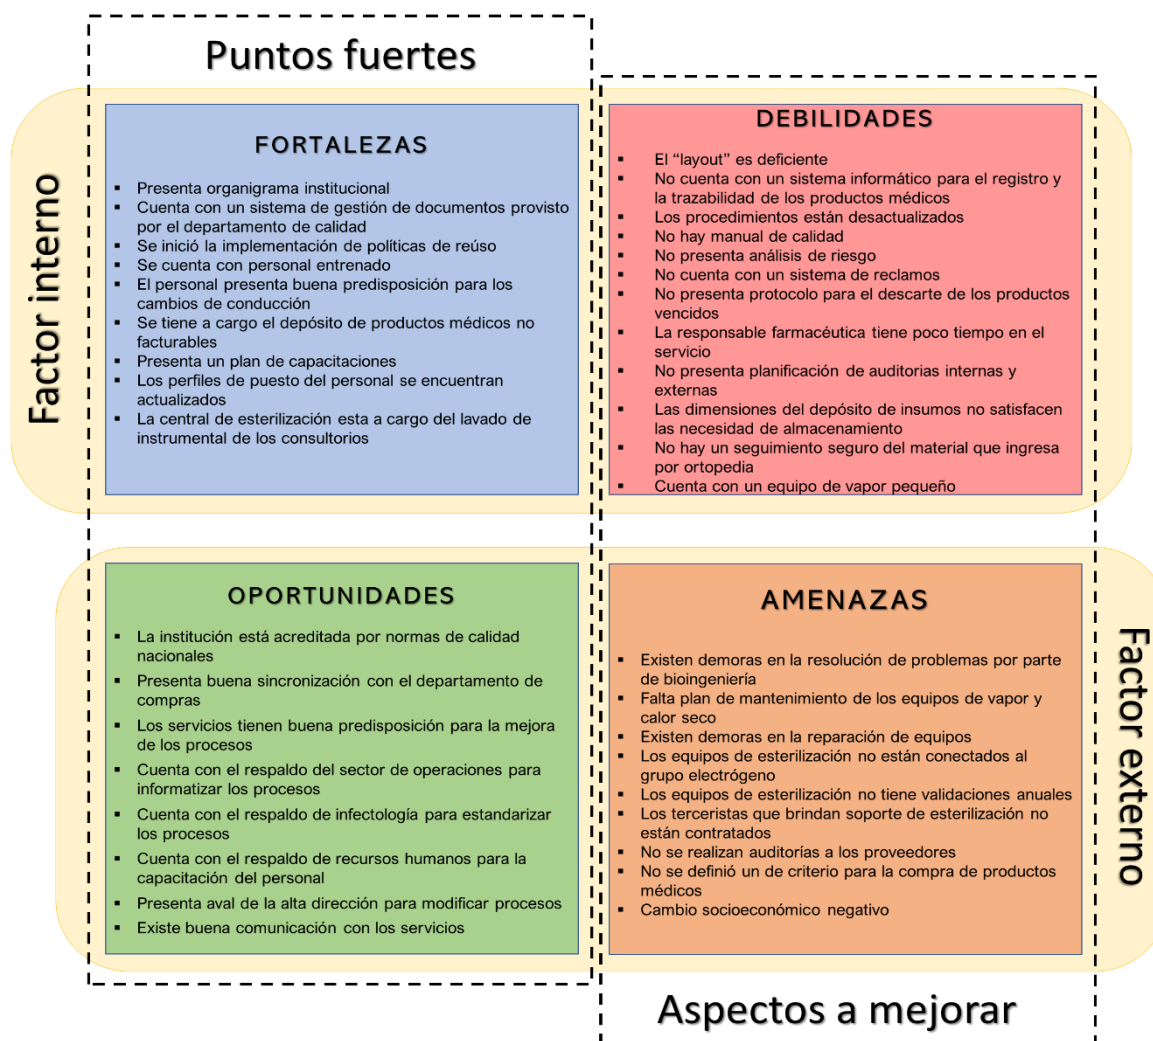 Puntos fuertes
Factor interno
FORTALEZAS
▪ Presenta organigrama institucional
▪ Cuenta con un sistema de gestión de documentos provisto
por el departamento de calidad
▪ Se inició la implementación de políticas de reúso
▪ Se cuenta con personal entrenado
▪ El personal presenta buena predisposición para los
cambios de conducción
▪ Se tiene a cargo el depósito de productos médicos no
facturables
▪ Presenta un plan de capacitaciones
▪ Los perfiles de puesto del personal se encuentran
actualizados
▪ La central de esterilización esta a cargo del lavado de
instrumental de los consultorios
DEBILIDADES
▪ El “layout” es deficiente
▪ No cuenta con un sistema informático para el registro y
la trazabilidad de los productos médicos
▪ Los procedimientos están desactualizados
▪ No hay manual de calidad
▪ No presenta análisis de riesgo
▪ No cuenta con un sistema de reclamos
▪ No presenta protocolo para el descarte de los productos
vencidos
▪ La responsable farmacéutica tiene poco tiempo en el
servicio
▪ No presenta planificación de auditorias internas y
externas
▪ Las dimensiones del depósito de insumos no satisfacen
las necesidad de almacenamiento
▪ No hay un seguimiento seguro del material que ingresa
por ortopedia
▪ Cuenta con un equipo de vapor pequeño
OPORTUNIDADES
▪ La institución está acreditada por normas de calidad
nacionales
▪ Presenta buena sincronización con el departamento de
compras
▪ Los servicios tienen buena predisposición para la mejora
de los procesos
▪ Cuenta con el respaldo del sector de operaciones para
informatizar los procesos
▪ Cuenta con el respaldo de infectología para estandarizar
los procesos
▪ Cuenta con el respaldo de recursos humanos para la
capacitación del personal
▪ Presenta aval de la alta dirección para modificar procesos
▪ Existe buena comunicación con los servicios
AMENAZAS
▪ Existen demoras en la resolución de problemas por parte
de bioingeniería
▪ Falta plan de mantenimiento de los equipos de vapor y
calor seco
▪ Existen demoras en la reparación de equipos
▪ Los equipos de esterilización no están conectados al
grupo electrógeno
▪ Los equipos de esterilización no tiene validaciones anuales
▪ Los terceristas que brindan soporte de esterilización no
están contratados
▪ No se realizan auditorías a los proveedores
▪ No se definió un de criterio para la compra de productos
médicos
▪ Cambio socioeconómico negativo
Factor externo
Aspectos a mejorar